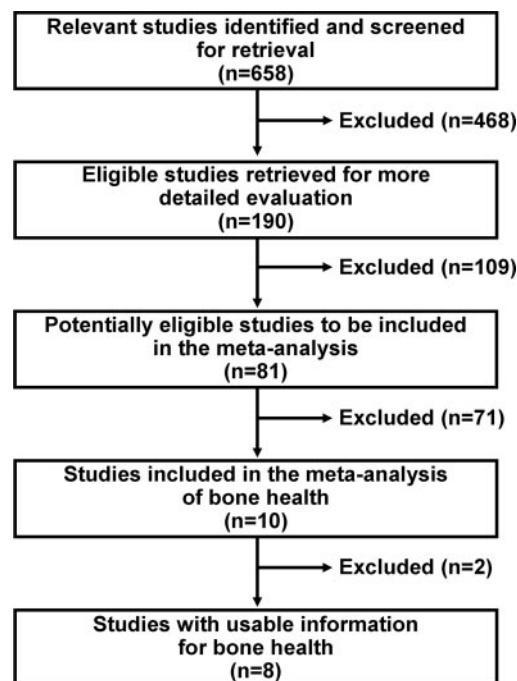 Relevant studies identified and screened
for retrieval
(n=658)
Excluded (n=468)
Eligible studies retrieved for more
detailed evaluation
(n=190)
Excluded (n=109)
Potentially eligible studies to be included
in the meta-analysis
(n=81)
Excluded (n=71)
Studies included in the meta-analysis
of bone health
(n=10)
Excluded (n=2)
Studies with usable information
for bone health
(n=8)